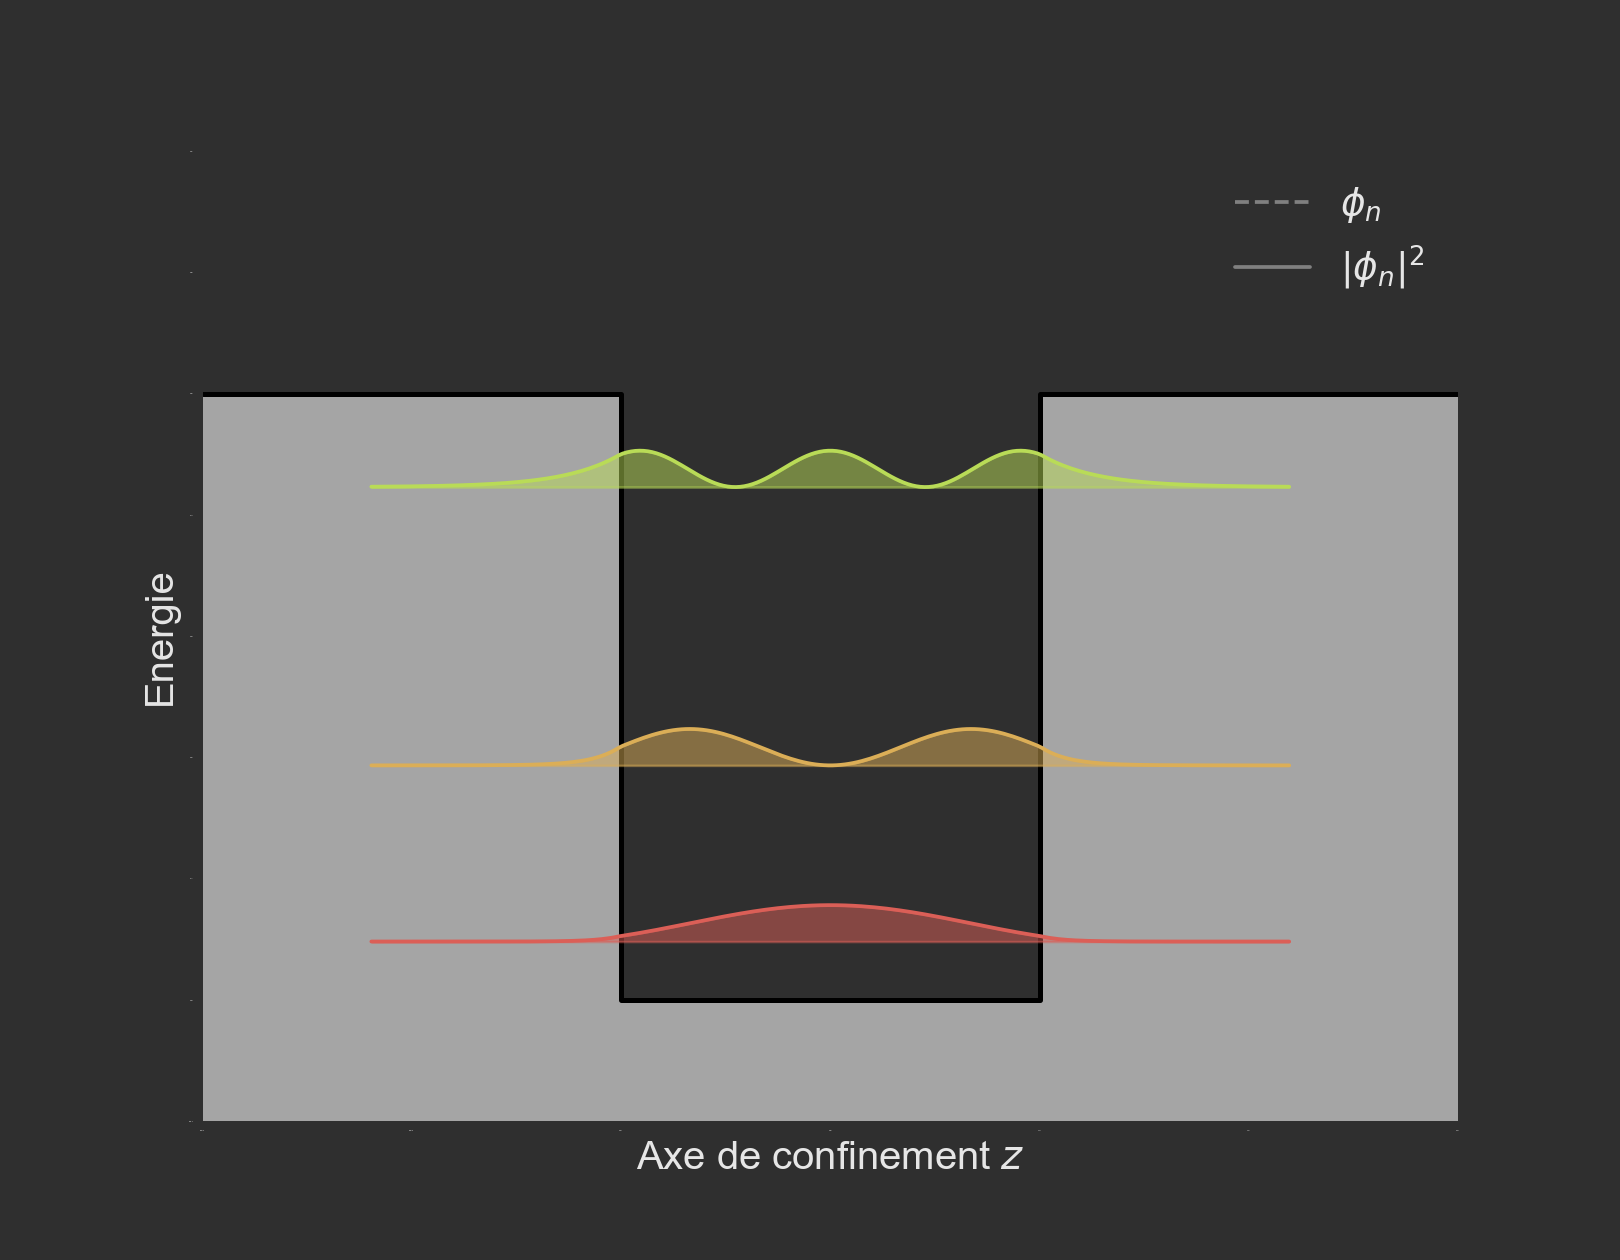 ϕn
|ϕn|²
Energie
Axe de confinement z